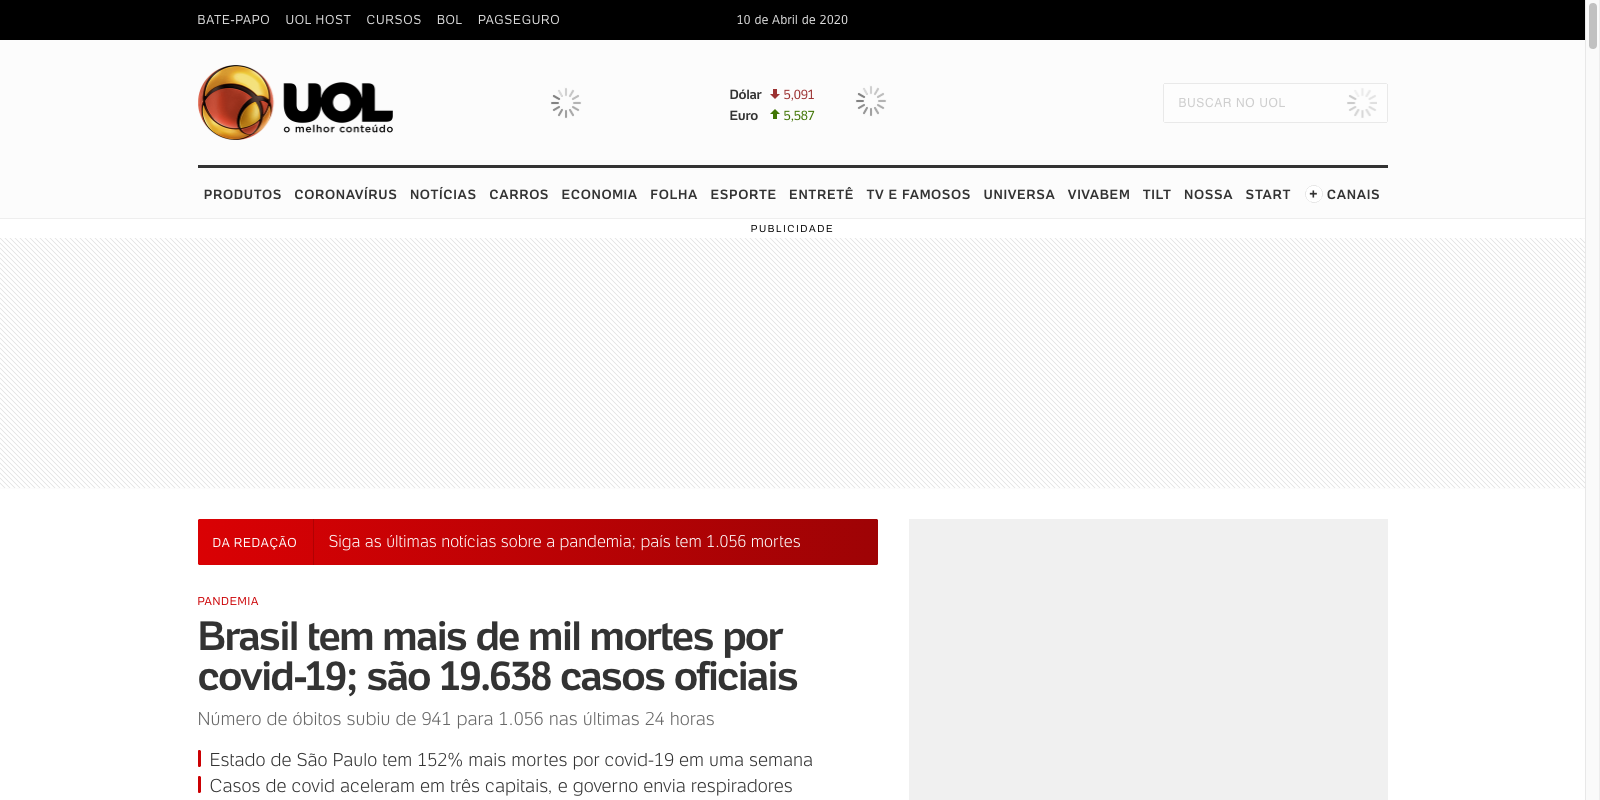 BATE-PAPO UOL HOST CURSOS BOL PAGSEGURO 10 de Abril de 2020
UOL
o melhor conteúdo
Dólar 5,091
Euro 5,587
BUSCAR NO UOL
PRODUTOS CORONAVÍRUS NOTÍCIAS CARROS ECONOMIA FOLHA ESPORTE ENTRETÊ TV E FAMOSOS UNIVERSA VIVABEM TILT NOSSA START + CANAIS
PUBLICIDADE
DA REDAÇÃO Siga as últimas notícias sobre a pandemia; país tem 1.056 mortes
PANDEMIA
Brasil tem mais de mil mortes por
covid-19; são 19.638 casos oficiais
Número de óbitos subiu de 941 para 1.056 nas últimas 24 horas
Estado de São Paulo tem 152% mais mortes por covid-19 em uma semana
Casos de covid aceleram em três capitais, e governo envia respiradores